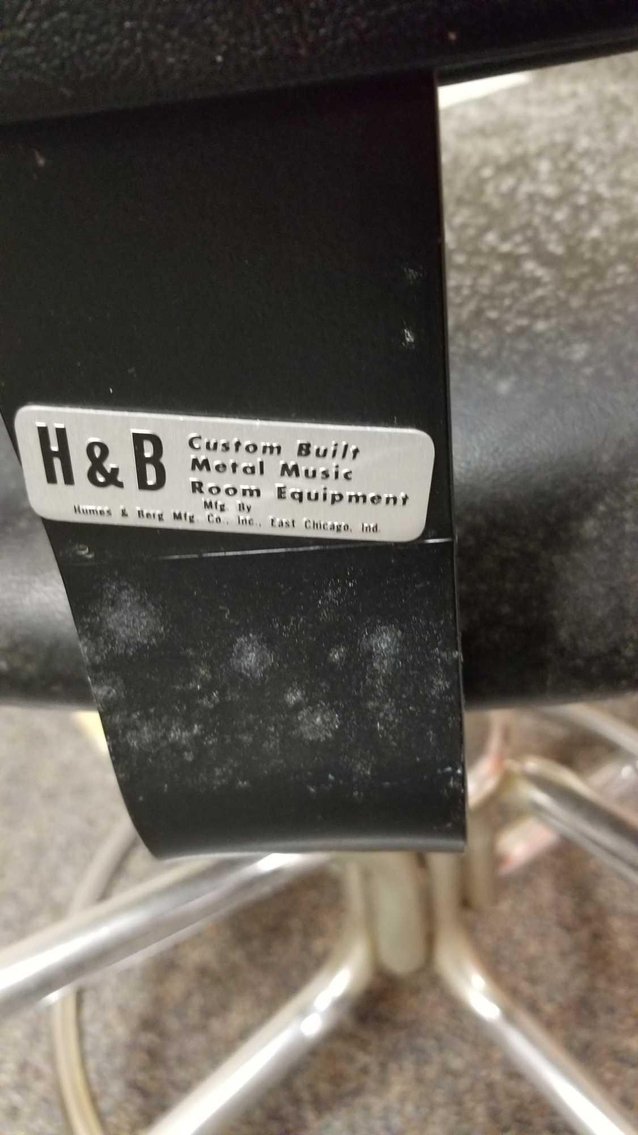 H & B
Custom Built
Metal Music
Room Equipment
Mfg. By
Humes & Berg Mfg. Co., Inc., East Chicago, Ind.